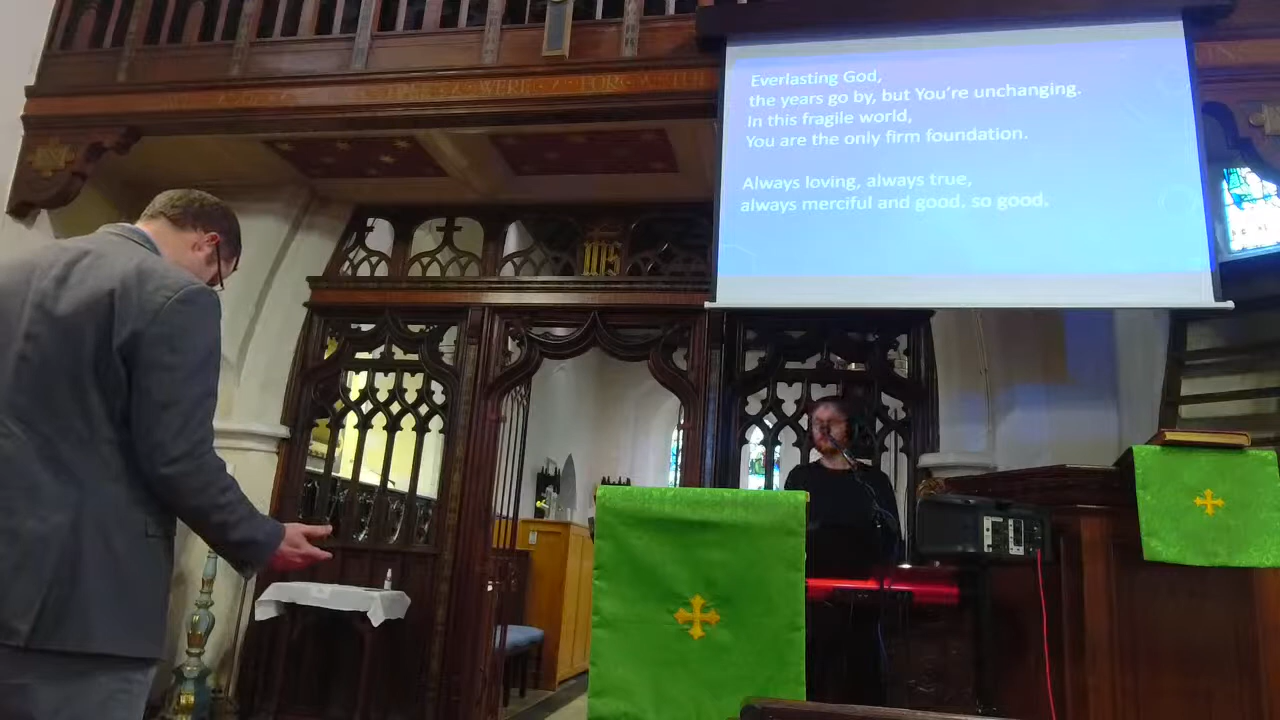 Everlasting God,
the years go by, but You're unchanging.
In this fragile world,
You are the only firm foundation.
Always loving, always true,
always merciful and good, so good.
IHS